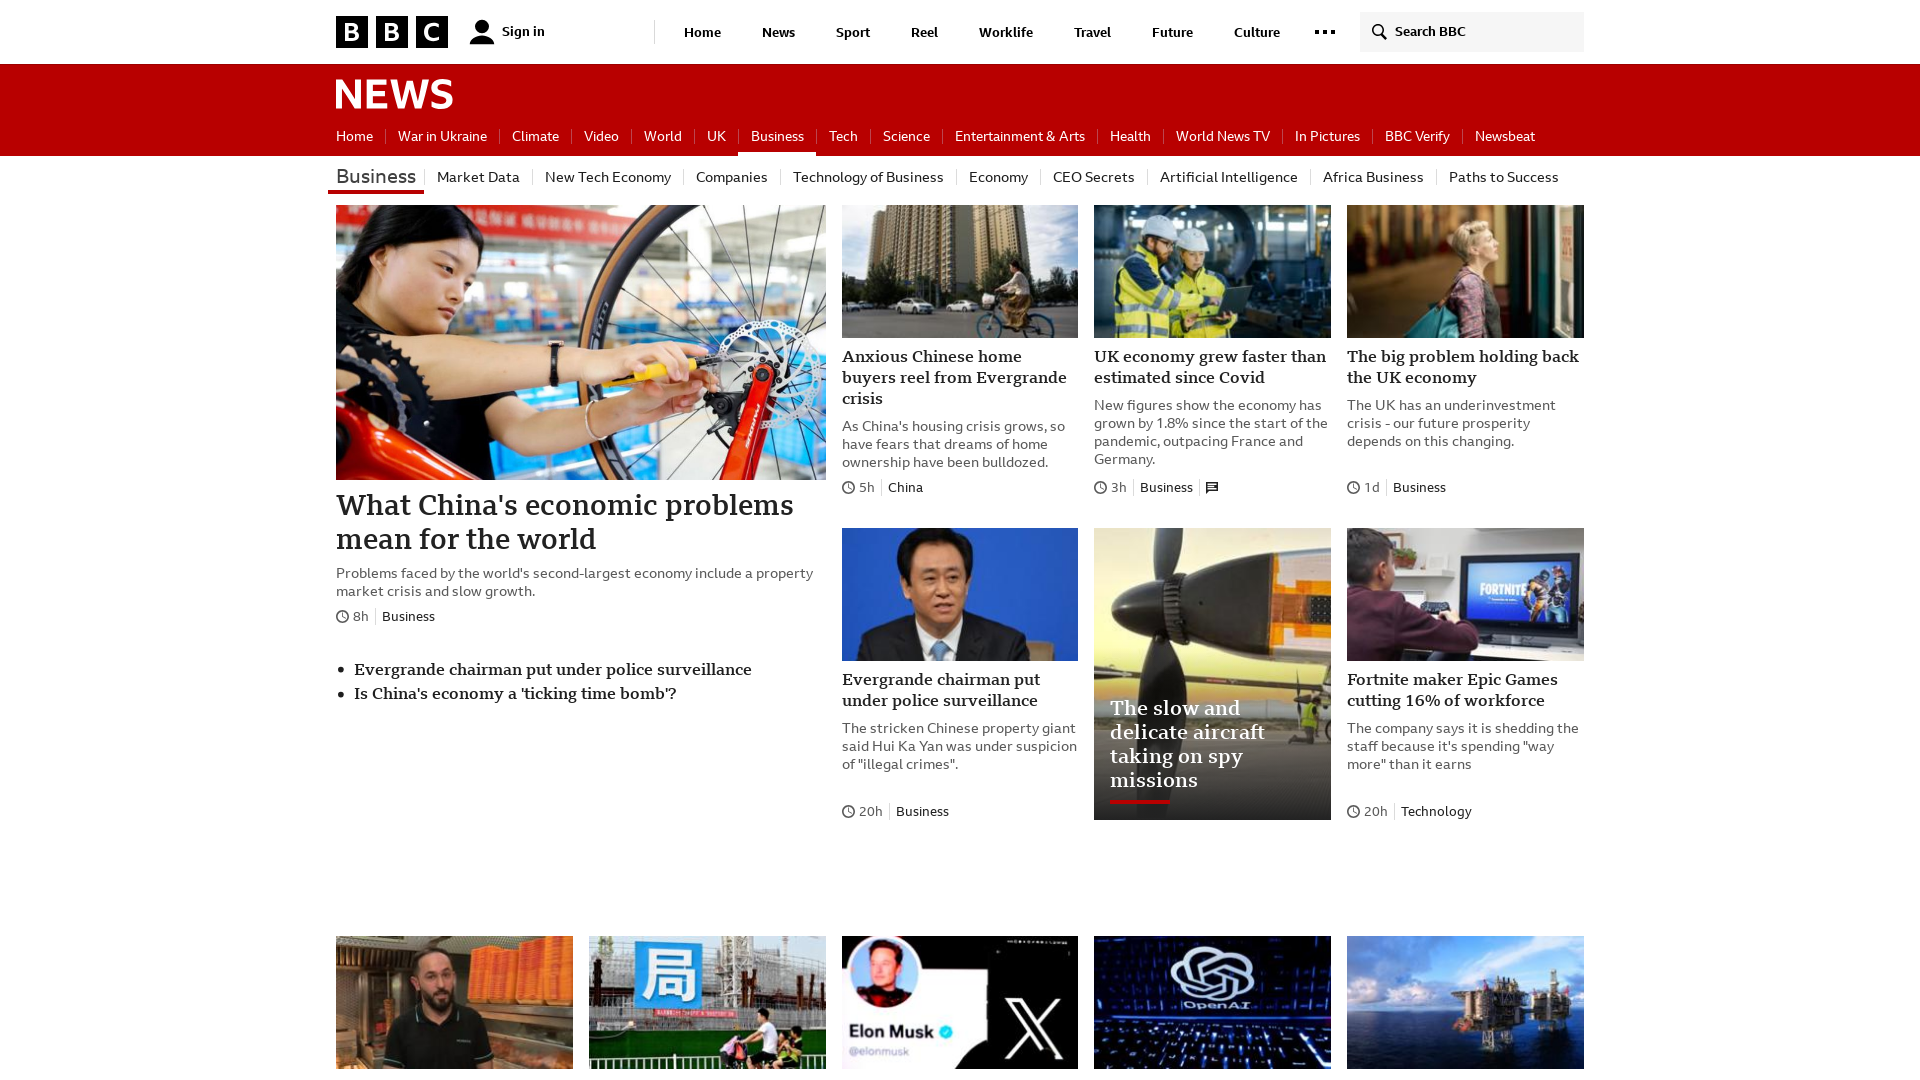 BBC
Sign in
Home
News
Sport
Reel
Worklife
Travel
Future
Culture
Search BBC
NEWS
Home
War in Ukraine
Climate
Video
World
UK
Business
Tech
Science
Entertainment & Arts
Health
World News TV
In Pictures
BBC Verify
Newsbeat
Business
Market Data
New Tech Economy
Companies
Technology of Business
Economy
CEO Secrets
Artificial Intelligence
Africa Business
Paths to Success
What China's economic problems
mean for the world
Problems faced by the world's second-largest economy include a property
market crisis and slow growth.
8h
Business
Evergrande chairman put under police surveillance
Is China's economy a 'ticking time bomb'?
Anxious Chinese home
buyers reel from Evergrande
crisis
As China's housing crisis grows, so
have fears that dreams of home
ownership have been bulldozed.
5h
China
UK economy grew faster than
estimated since Covid
New figures show the economy has
grown by 1.8% since the start of the
pandemic, outpacing France and
Germany.
3h
Business
The big problem holding back
the UK economy
The UK has an underinvestment
crisis - our future prosperity
depends on this changing.
1d
Business
Evergrande chairman put
under police surveillance
The stricken Chinese property giant
said Hui Ka Yan was under suspicion
of "illegal crimes".
20h
Business
The slow and
delicate aircraft
taking on spy
missions
FORTNITE
Fortnite maker Epic Games
cutting 16% of workforce
The company says it is shedding the
staff because it's spending "way
more" than it earns
20h
Technology
局
Elon Musk
@elonmusk
X
OpenAI